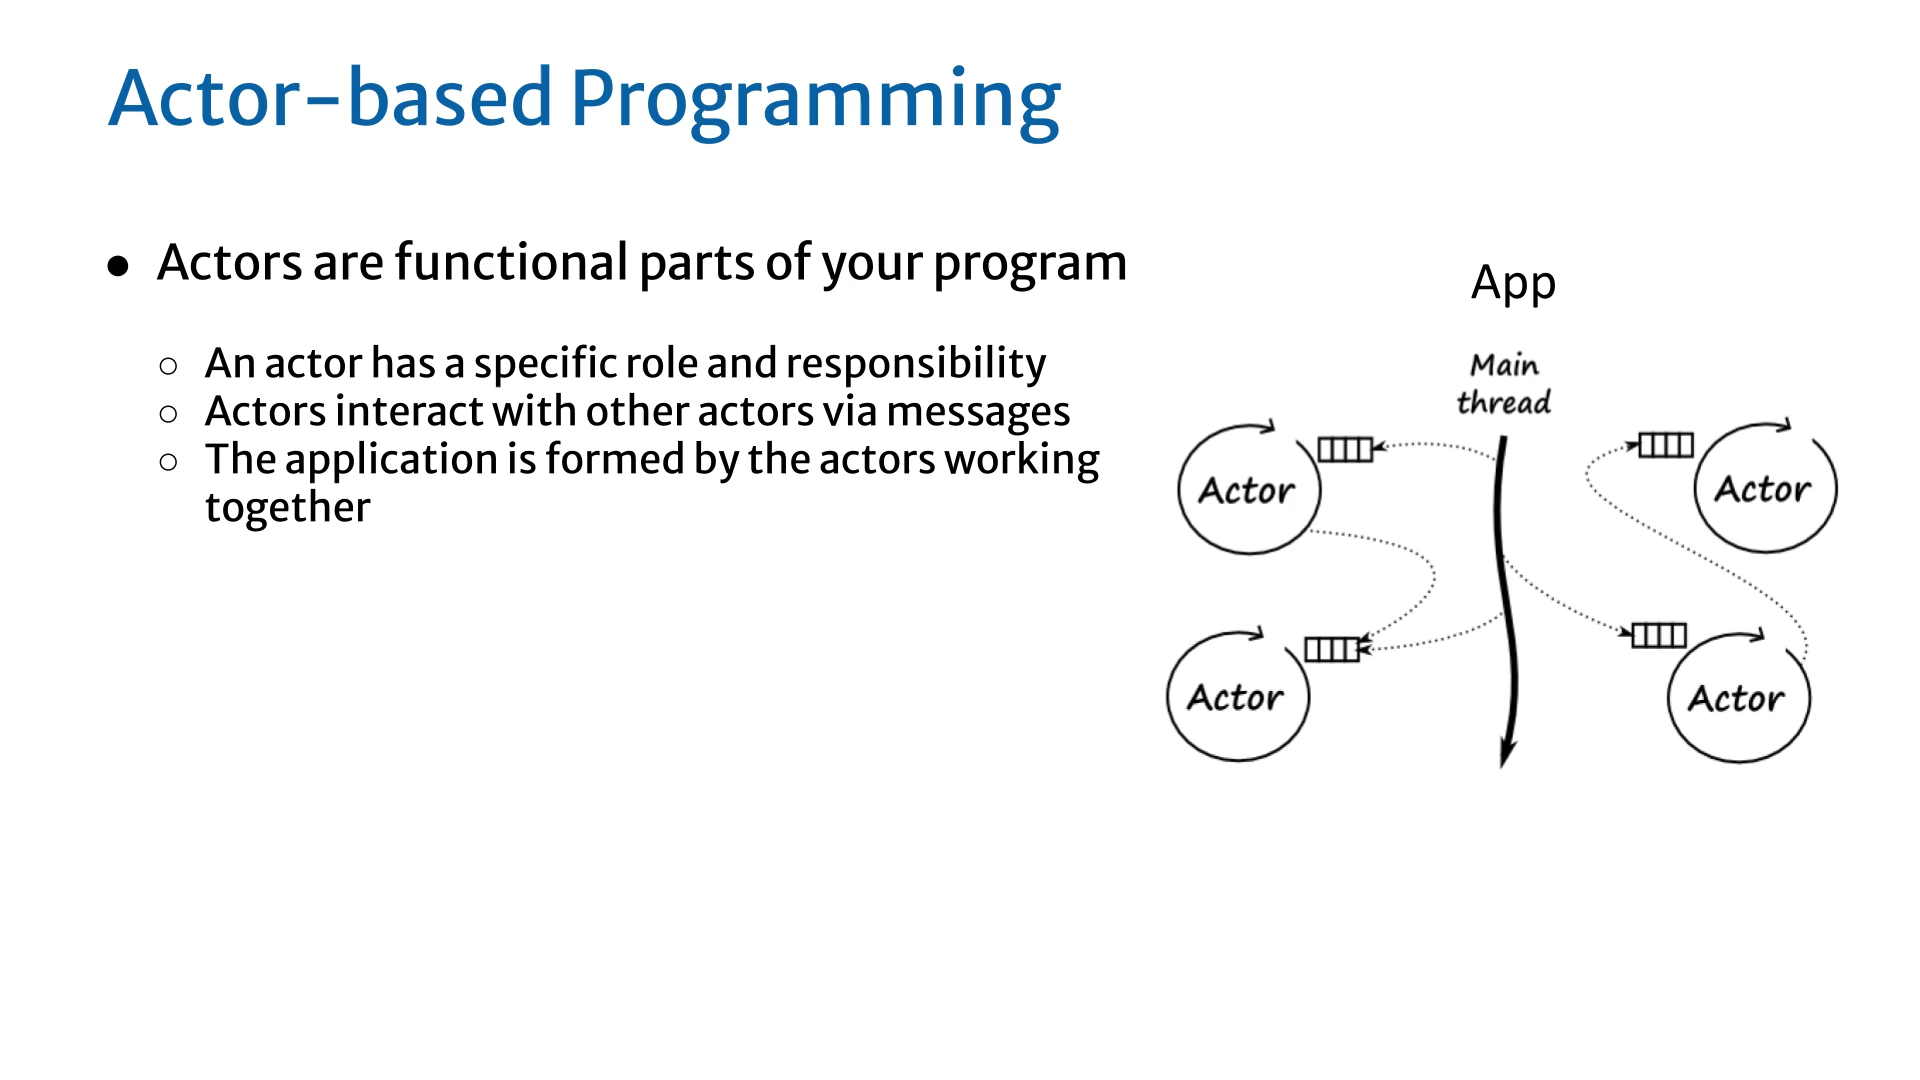 Actor-based Programming
● Actors are functional parts of your program
○ An actor has a specific role and responsibility
○ Actors interact with other actors via messages
○ The application is formed by the actors working
together
App
Main
thread
Actor
Actor
Actor
Actor